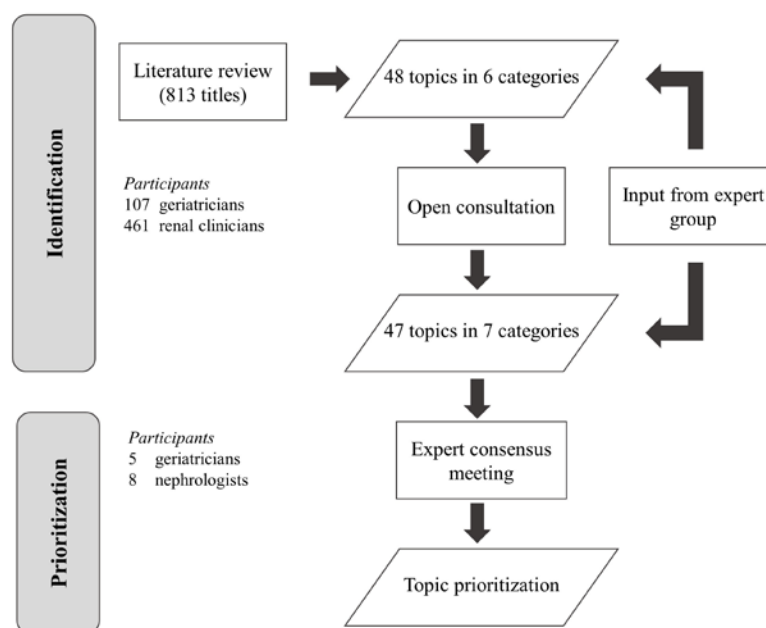 Identification
Literature review
(813 titles)
48 topics in 6 categories
Participants
107 geriatricians
461 renal clinicians
Open consultation
Input from expert
group
47 topics in 7 categories
Prioritization
Participants
5 geriatricians
8 nephrologists
Expert consensus
meeting
Topic prioritization